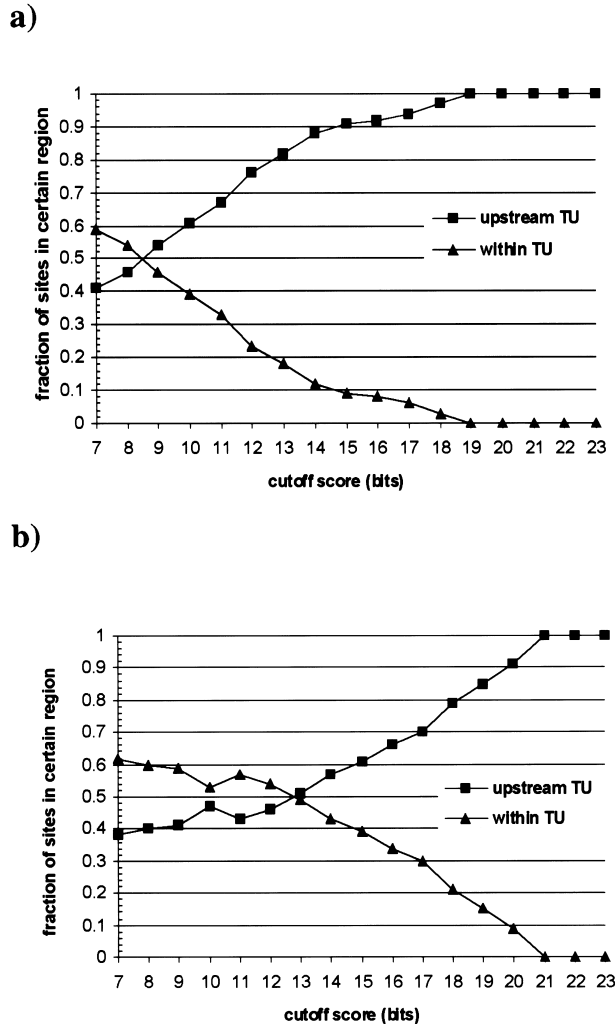 a)
1
0.9
0.8
0.7
0.6
0.5
0.4
0.3
0.2
0.1
0
fraction of sites in certain region
upstream TU
within TU
7 8 9 10 11 12 13 14 15 16 17 18 19 20 21 22 23
cutoff score (bits)
b)
1
0.9
0.8
0.7
0.6
0.5
0.4
0.3
0.2
0.1
0
fraction of sites in certain region
upstream TU
within TU
7 8 9 10 11 12 13 14 15 16 17 18 19 20 21 22 23
cutoff score (bits)